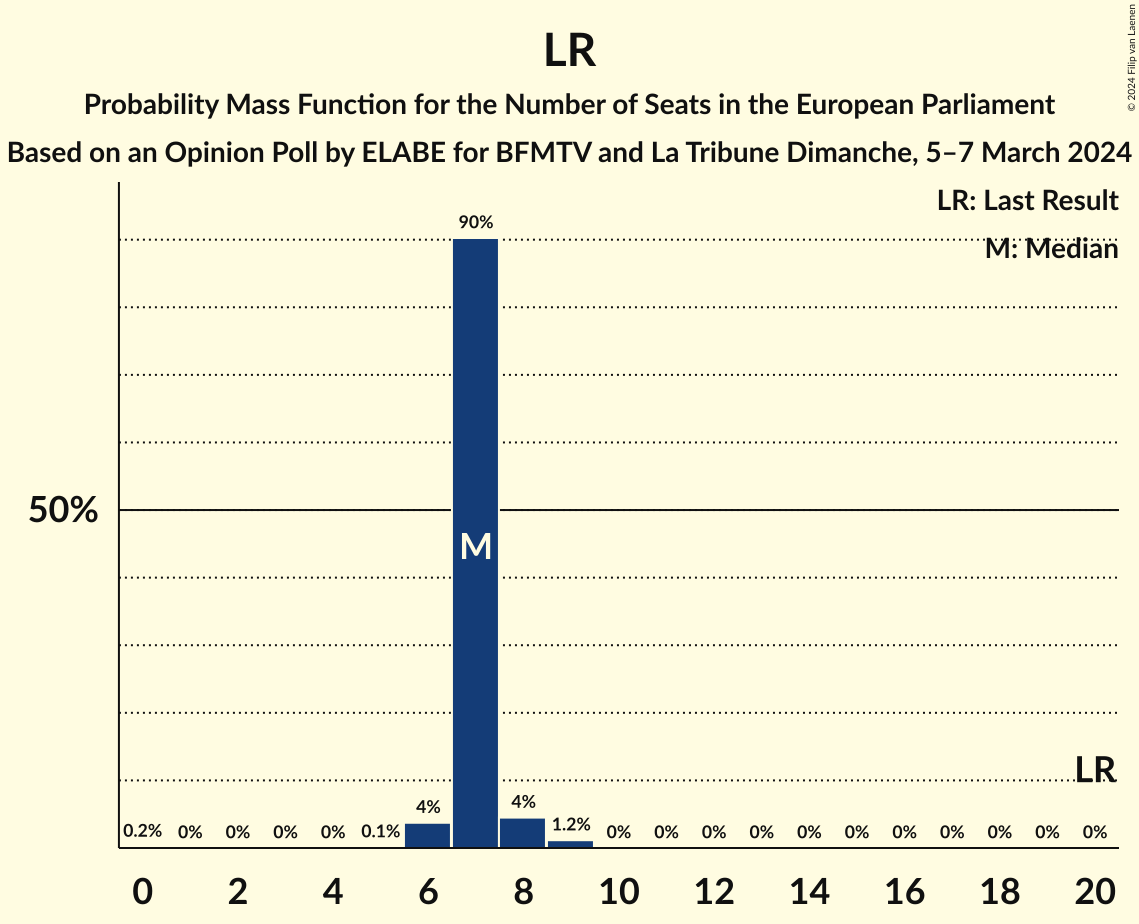 LR
Probability Mass Function for the Number of Seats in the European Parliament
Based on an Opinion Poll by ELABE for BFMTV and La Tribune Dimanche, 5–7 March 2024
© 2024 Filip van Laenen
LR: Last Result
M: Median
90%
50%
M
LR
0.2% 0% 0% 0% 0% 0.1% 4% 4% 1.2% 0% 0% 0% 0% 0% 0% 0% 0% 0% 0% 0%
0 2 4 6 8 10 12 14 16 18 20